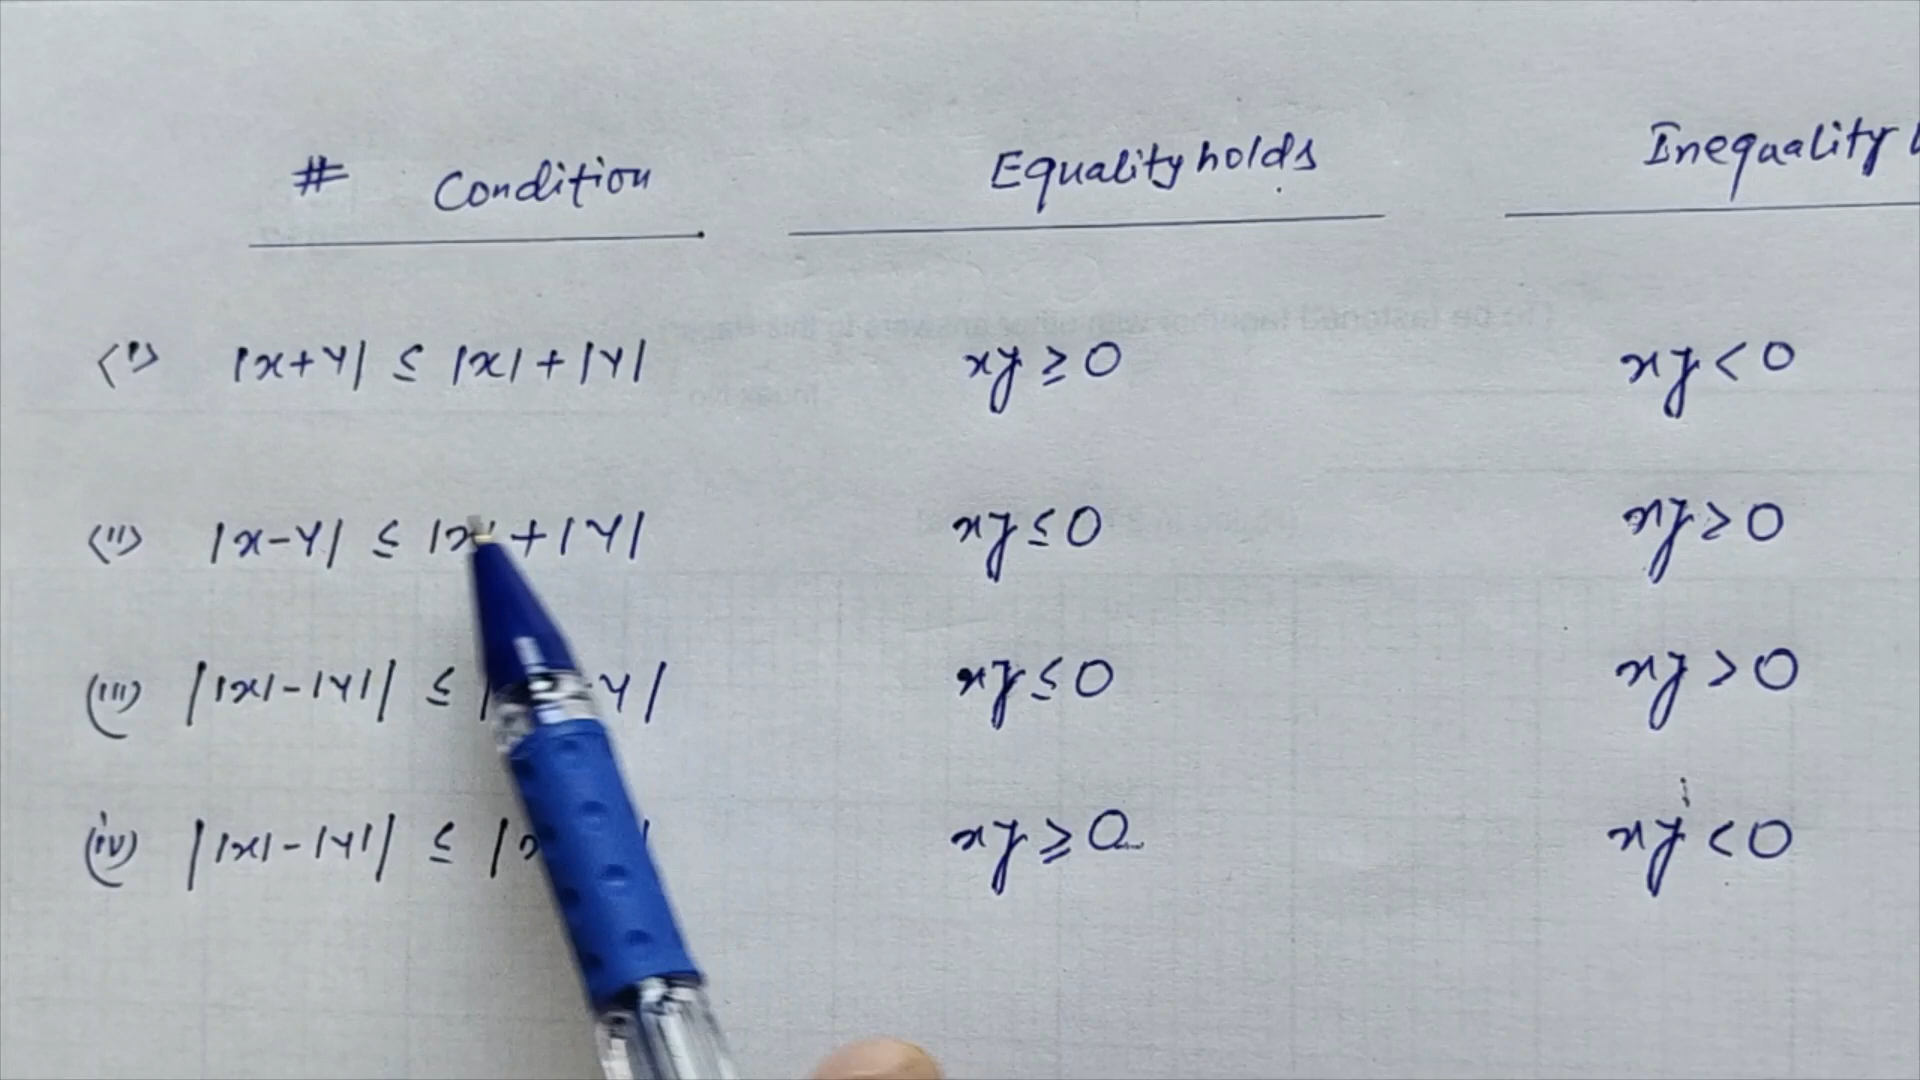 # Condition Equality holds Inequality
(i) |x+y| ≤ |x|+|y| xy ≥ 0 xy < 0
(ii) |x-y| ≤ |x|+|y| xy ≤ 0 xy > 0
(iii) ||x|-|y|| ≤ | y| xy ≤ 0 xy > 0
(iv) ||x|-|y|| ≤ |x | xy ≥ 0 xy < 0